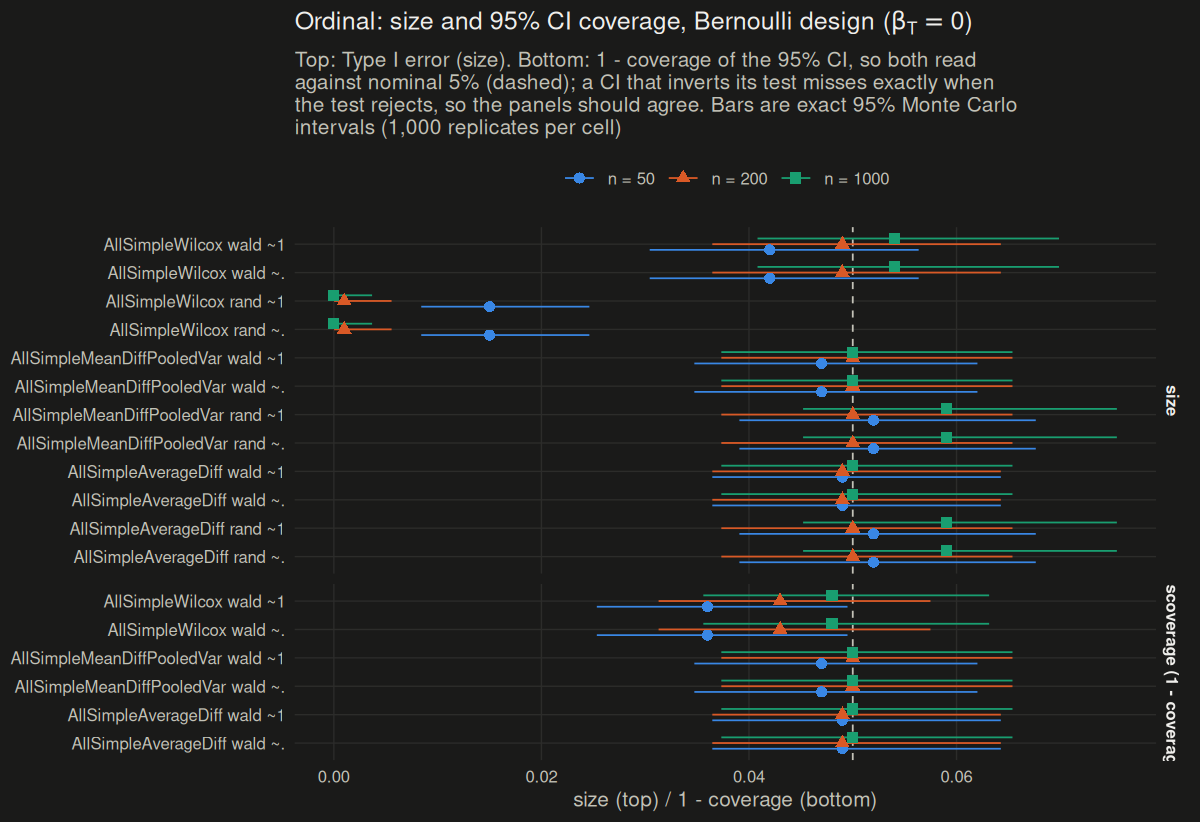 Ordinal: size and 95% CI coverage, Bernoulli design (β_T = 0)
Top: Type I error (size). Bottom: 1 - coverage of the 95% CI, so both read
against nominal 5% (dashed); a CI that inverts its test misses exactly when
the test rejects, so the panels should agree. Bars are exact 95% Monte Carlo
intervals (1,000 replicates per cell)
n = 50 n = 200 n = 1000
AllSimpleWilcox wald ~1
AllSimpleWilcox wald ~.
AllSimpleWilcox rand ~1
AllSimpleWilcox rand ~.
AllSimpleMeanDiffPooledVar wald ~1
AllSimpleMeanDiffPooledVar wald ~.
AllSimpleMeanDiffPooledVar rand ~1
AllSimpleMeanDiffPooledVar rand ~.
AllSimpleAverageDiff wald ~1
AllSimpleAverageDiff wald ~.
AllSimpleAverageDiff rand ~1
AllSimpleAverageDiff rand ~.
size
AllSimpleWilcox wald ~1
AllSimpleWilcox wald ~.
AllSimpleMeanDiffPooledVar wald ~1
AllSimpleMeanDiffPooledVar wald ~.
AllSimpleAverageDiff wald ~1
AllSimpleAverageDiff wald ~.
scoverage (1 - coverag
0.00 0.02 0.04 0.06
size (top) / 1 - coverage (bottom)